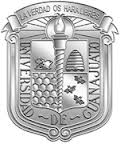 LA VERDAD OS HARA LIBRES
UNIVERSIDAD
DE
GUANAJUATO